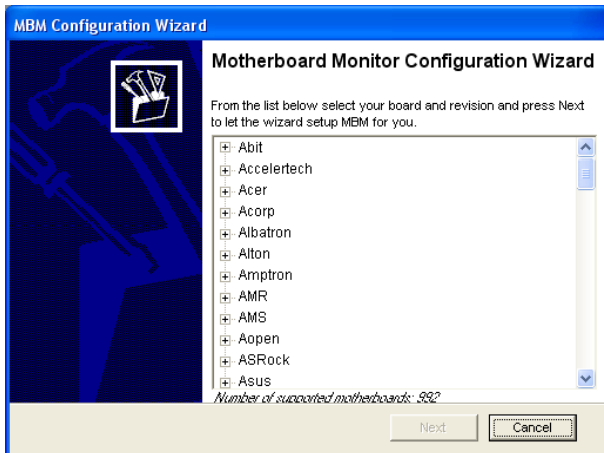 MBM Configuration Wizard
Motherboard Monitor Configuration Wizard
From the list below select your board and revision and press Next
to let the wizard setup MBM for you.
Abit
Accelertech
Acer
Acorp
Albatron
Alton
Amptron
AMR
AMS
Aopen
ASRock
Asus
Number of supported motherboards: 992
Next
Cancel